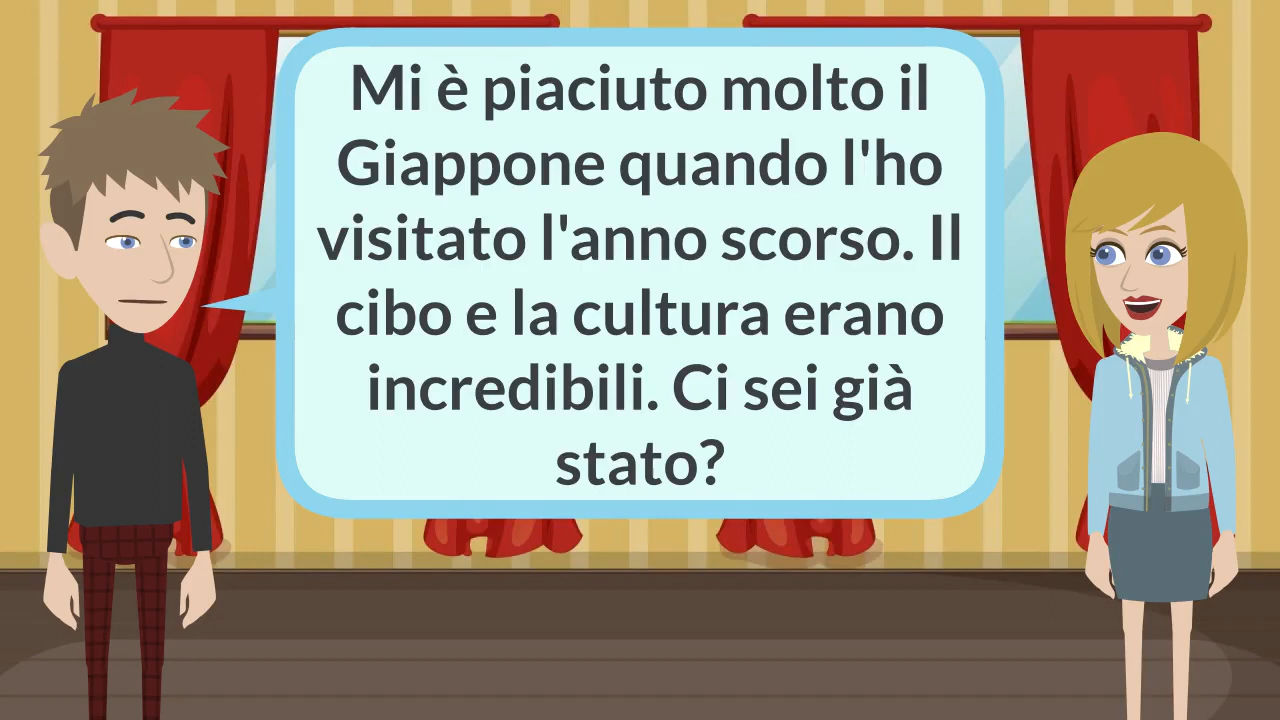 Mi è piaciuto molto il
Giappone quando l'ho
visitato l'anno scorso. Il
cibo e la cultura erano
incredibili. Ci sei già
stato?